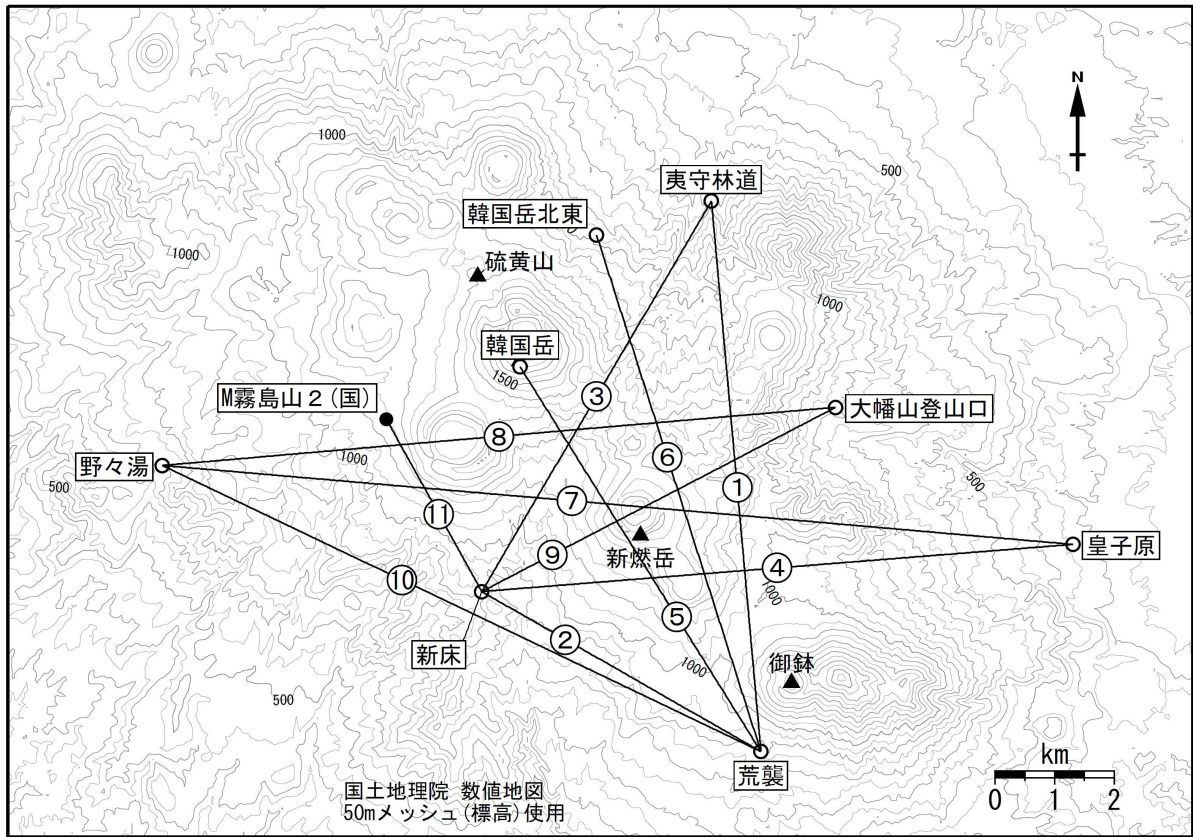 1000
N
500
夷守林道
韓国岳北東
1000
硫黄山
1000
韓国岳
1500
③
M霧島山2(国)
大幡山登山口
⑧
1000
⑥
野々湯
500
①
500
⑦
⑪
皇子原
新燃岳
⑨
④
⑩
1000
⑤
②
新床
1000
御鉢
500
km
荒襲
国土地理院 数値地図
50mメッシュ(標高)使用
0 1 2